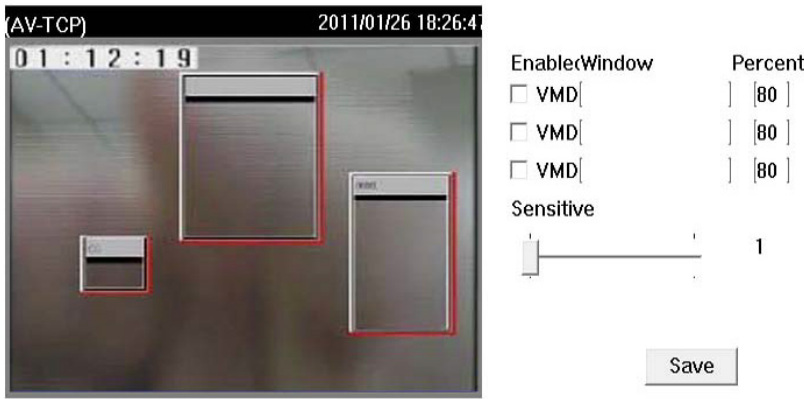 (AV-TCP) 2011/01/26 18:26:47
01:12:19
Enabled Window Percent
VMD[ ] [80 ]
VMD[ ] [80 ]
VMD[ ] [80 ]
Sensitive
1
Save